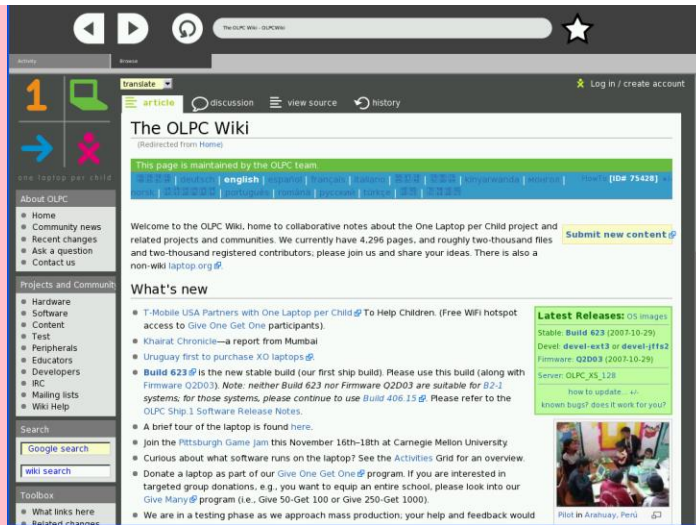 The OLPC Wiki - OLPCWiki
Activity
Browse
translate
Log in / create account
article
discussion
view source
history
1
one laptop per child
The OLPC Wiki
(Redirected from Home)
This page is maintained by the OLPC team.
deutsch | english | español | français | italiano | kinyarwanda | монгол | HowTo [ID# 75428] +/-
norsk | português | română | русский | türkçe
Welcome to the OLPC Wiki, home to collaborative notes about the One Laptop per Child project and
related projects and communities. We currently have 4,296 pages, and roughly two-thousand files
and two-thousand registered contributors; please join us and share your ideas. There is also a
non-wiki laptop.org.
Submit new content
What's new
T-Mobile USA Partners with One Laptop per Child To Help Children. (Free WiFi hotspot
access to Give One Get One participants).
Khairat Chronicle—a report from Mumbai
Uruguay first to purchase XO laptops.
Build 623 is the new stable build (our first ship build). Please use this build (along with
Firmware Q2D03). Note: neither Build 623 nor Firmware Q2D03 are suitable for B2-1
systems; for those systems, please continue to use Build 406.15. Please refer to the
OLPC Ship.1 Software Release Notes.
A brief tour of the laptop is found here.
Join the Pittsburgh Game Jam this November 16th–18th at Carnegie Mellon University.
Curious about what software runs on the laptop? See the Activities Grid for an overview.
Donate a laptop as part of our Give One Get One program. If you are interested in
targeted group donations, e.g., you want to equip an entire school, please look into our
Give Many program (i.e., Give 50-Get 100 or Give 250-Get 1000).
We are in a testing phase as we approach mass production; your help and feedback would
Latest Releases: OS images
Stable: Build 623 (2007-10-29)
Devel: devel-ext3 or devel-jffs2
Firmware: Q2D03 (2007-10-29)
Server: OLPC_XS_128
how to update... +/-
known bugs? does it work for you?
Pilot in Arahuay, Perú
About OLPC
Home
Community news
Recent changes
Ask a question
Contact us
Projects and Communit
Hardware
Software
Content
Test
Peripherals
Educators
Developers
IRC
Mailing lists
Wiki Help
Search
Google search
wiki search
Toolbox
What links here
Related changes